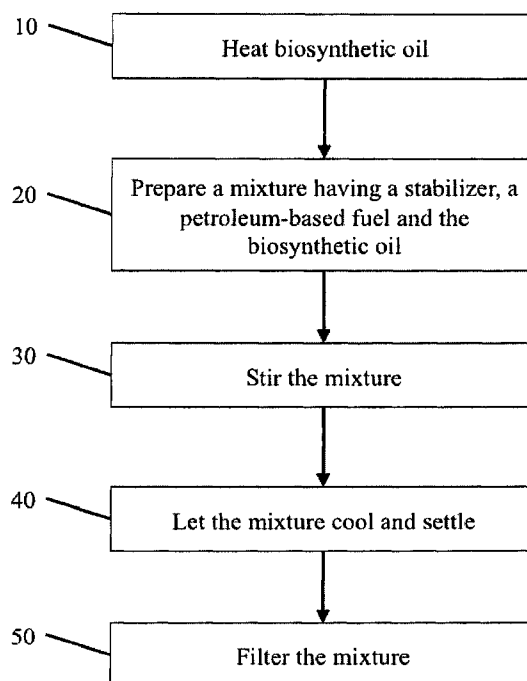 10
Heat biosynthetic oil
20
Prepare a mixture having a stabilizer, a
petroleum-based fuel and the
biosynthetic oil
30
Stir the mixture
40
Let the mixture cool and settle
50
Filter the mixture